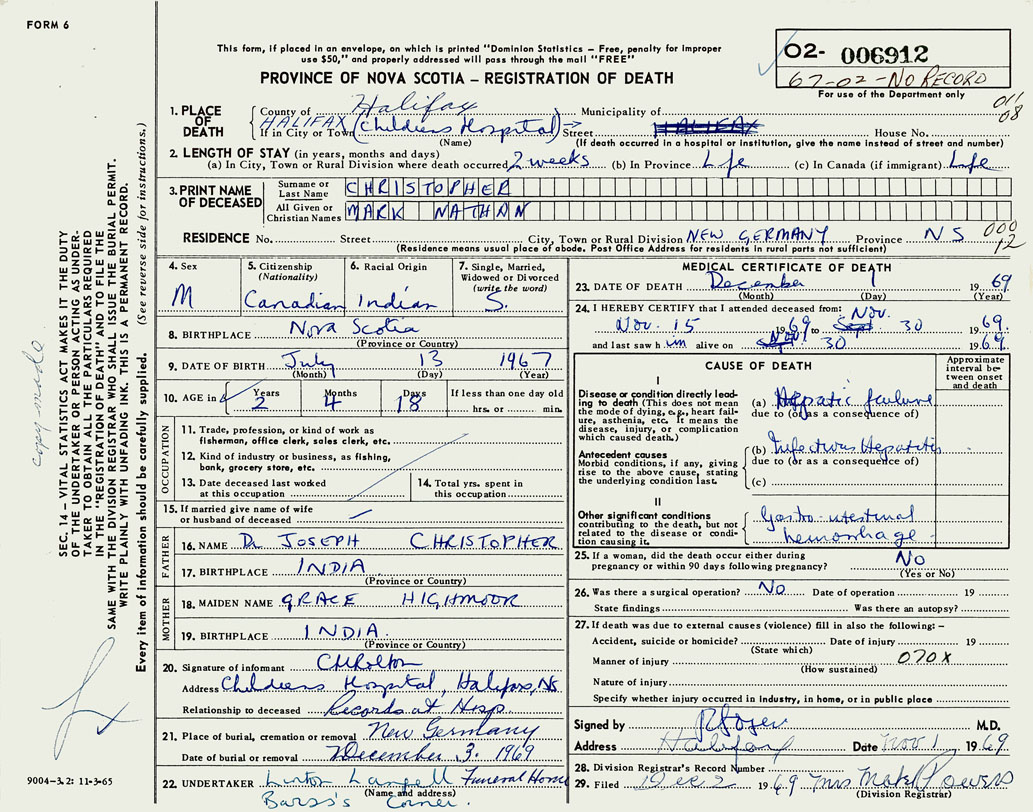 FORM 6
This form, if placed in an envelope, on which is printed "Dominion Statistics – Free, penalty for improper
use $50," and properly addressed will pass through the mail "FREE"
PROVINCE OF NOVA SCOTIA – REGISTRATION OF DEATH
02- 006912
67-02-NO RECORD
For use of the Department only
1. PLACE OF DEATH
County of Halifax Municipality of
011
08
HALIFAX
If in City or Town (Childrens Hospital) Street HALIFAX House No.
(Name) (If death occurred in a hospital or institution, give the name instead of street and number)
2. LENGTH OF STAY (in years, months and days)
(a) In City, Town or Rural Division where death occurred 2 weeks (b) In Province Life (c) In Canada (if immigrant) Life
3. PRINT NAME OF DECEASED
Surname or Last Name CHRISTOPHER
All Given or Christian Names MARK NATHAN
RESIDENCE No. Street City, Town or Rural Division NEW GERMANY Province NS
000
12
(Residence means usual place of abode. Post Office Address for residents in rural parts not sufficient)
4. Sex
M
5. Citizenship
(Nationality)
Canadian
6. Racial Origin
Indian
7. Single, Married,
Widowed or Divorced
(write the word)
S.
8. BIRTHPLACE Nova Scotia
(Province or Country)
9. DATE OF BIRTH July 13 1967
(Month) (Day) (Year)
10. AGE in Years Months Days If less than one day old
2 4 18 hrs. or min.
OCCUPATION
11. Trade, profession, or kind of work as
fisherman, office clerk, sales clerk, etc.
12. Kind of industry or business, as fishing,
bank, grocery store, etc.
13. Date deceased last worked
at this occupation
14. Total yrs. spent in
this occupation
15. If married give name of wife
or husband of deceased
FATHER
16. NAME Dr JOSEPH CHRISTOPHER
17. BIRTHPLACE INDIA
(Province or Country)
MOTHER
18. MAIDEN NAME GRACE HIGHMOOR
19. BIRTHPLACE INDIA.
(Province or Country)
20. Signature of informant
Address Childrens Hospital, Halifax, NS
Relationship to deceased Records at Hosp.
21. Place of burial, cremation or removal New Germany
Date of burial or removal December 3, 1969
22. UNDERTAKER Funeral Home
(Name and address)
Barss's Corner.
MEDICAL CERTIFICATE OF DEATH
23. DATE OF DEATH December 1 1969
(Month) (Day) (Year)
24. I HEREBY CERTIFY that I attended deceased from:
Nov.
Nov. 15 1969 to Sept. 30 1969.
Nov
and last saw him alive on Sept. 30 1969.
CAUSE OF DEATH
Approximate interval between onset and death
I
Disease or condition directly leading to death (This does not mean the mode of dying, e.g., heart failure, asthenia, etc. It means the disease, injury, or complication which caused death.)
(a) Hepatic failure
due to (or as a consequence of)
Antecedent causes
Morbid conditions, if any, giving rise to the above cause, stating the underlying condition last.
(b) Infectious Hepatitis
due to (or as a consequence of)
(c)
II
Other significant conditions
contributing to the death, but not related to the disease or condition causing it.
Gastro-intestinal
hemorrhage
25. If a woman, did the death occur either during
pregnancy or within 90 days following pregnancy? No
(Yes or No)
26. Was there a surgical operation? No Date of operation 19
State findings Was there an autopsy?
27. If death was due to external causes (violence) fill in also the following: –
Accident, suicide or homicide? Date of injury 19
(State which)
Manner of injury 070X
(How sustained)
Nature of injury
Specify whether injury occurred in industry, in home, or in public place
Signed by M.D.
Address Halifax Date Nov 1 1969
28. Division Registrar's Record Number
29. Filed Dec 2 1969 Mrs Mabel Powers
(Division Registrar)
SEC. 14 – VITAL STATISTICS ACT MAKES IT THE DUTY
OF THE UNDERTAKER OR PERSON ACTING AS UNDER-
TAKER TO OBTAIN ALL THE PARTICULARS REQUIRED
IN THE "REGISTRATION OF DEATH" AND TO FILE THE
SAME WITH THE DIVISION REGISTRAR WHO SHALL ISSUE THE BURIAL PERMIT.
WRITE PLAINLY WITH UNFADING INK. THIS IS A PERMANENT RECORD.
Every item of information should be carefully supplied. (See reverse side for instructions.)
copy made
9004-3.2: 11-3-65